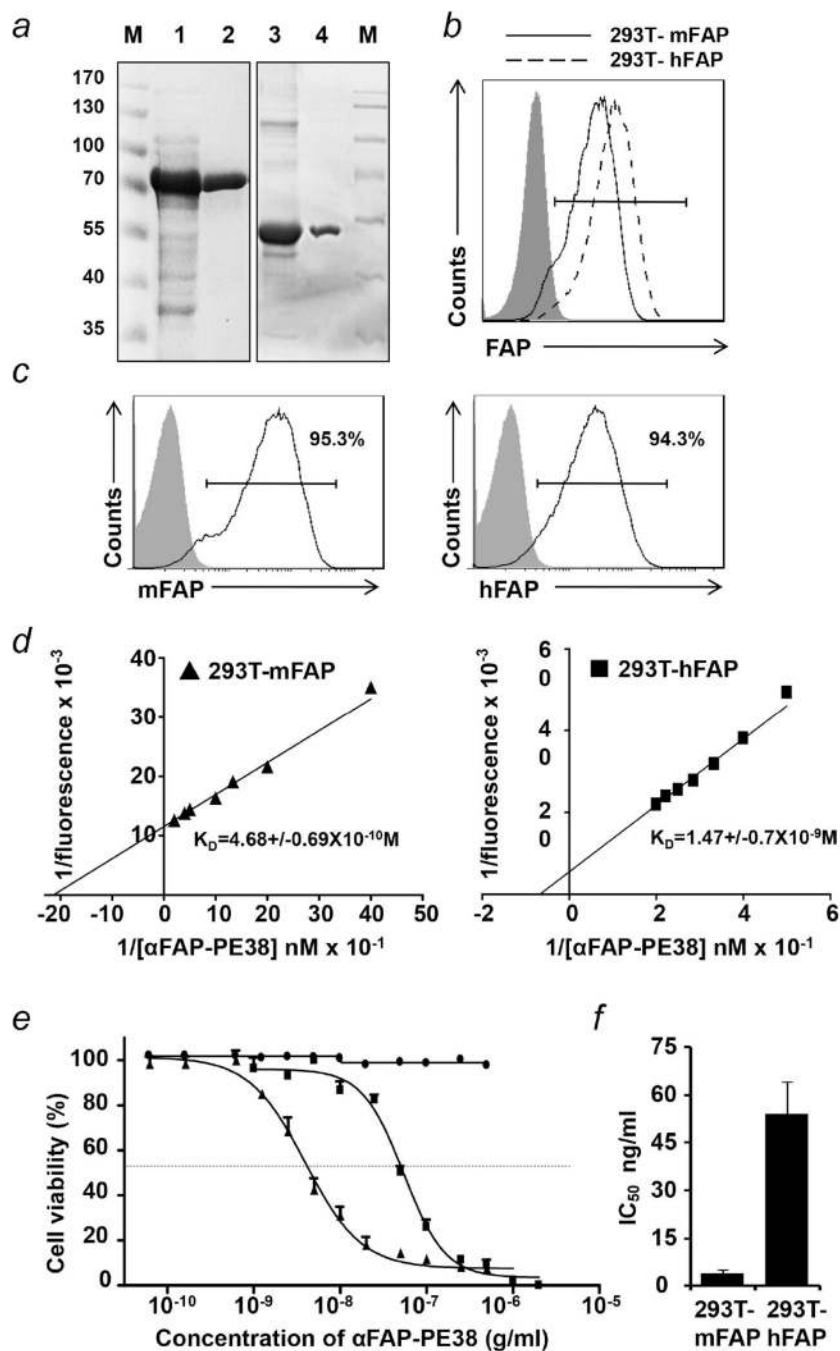 a
M 1 2 3 4 M
170
130
100
70
55
40
35
b
293T- mFAP
293T- hFAP
Counts
FAP
c
Counts
95.3%
mFAP
Counts
94.3%
hFAP
d
1/fluorescence x 10-3
40
30
20
10
293T-mFAP
KD=4.68+/-0.69X10-10M
-20 -10 0 10 20 30 40 50
1/[αFAP-PE38] nM x 10-1
1/fluorescence x 10-3
6
0
4
0
2
0
293T-hFAP
KD=1.47+/-0.7X10-9M
-2 0 2 4 6
1/[αFAP-PE38] nM x 10-1
e
Cell viability (%)
100
80
60
40
20
0
10-10 10-9 10-8 10-7 10-6 10-5
Concentration of αFAP-PE38 (g/ml)
f
IC50 ng/ml
75
60
45
30
15
0
293T- 293T-
mFAP hFAP